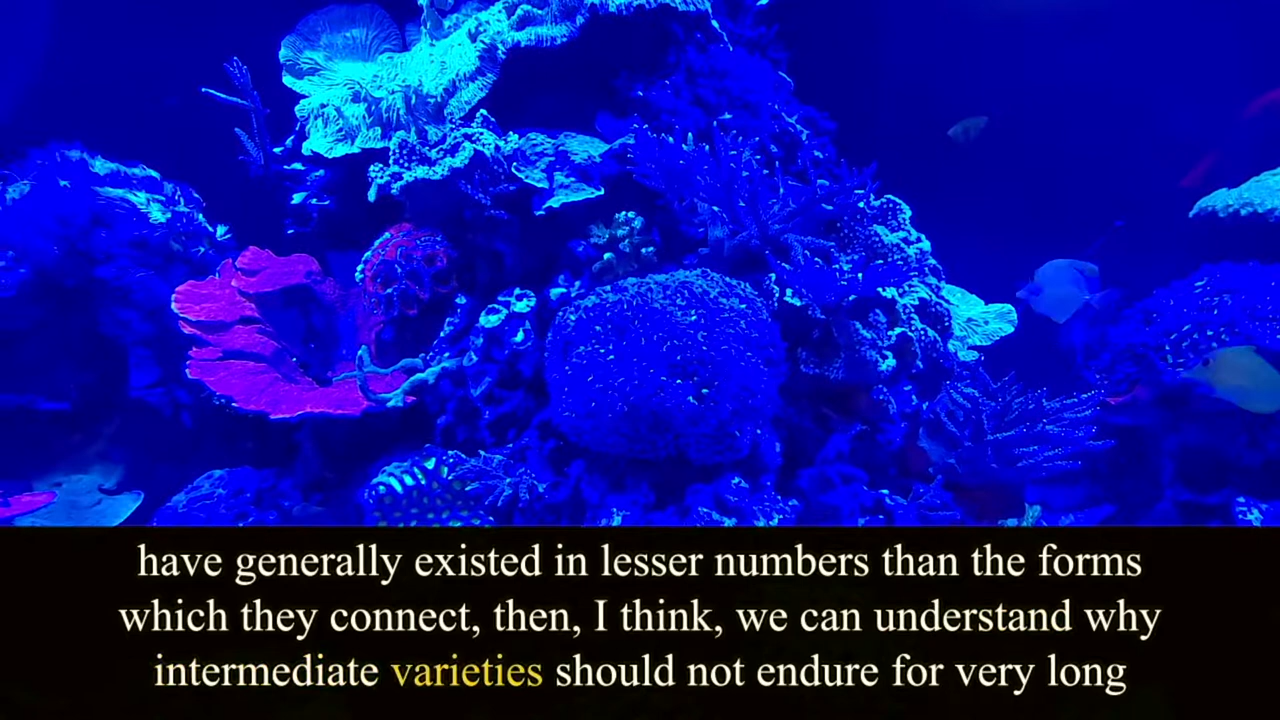 have generally existed in lesser numbers than the forms
which they connect, then, I think, we can understand why
intermediate varieties should not endure for very long